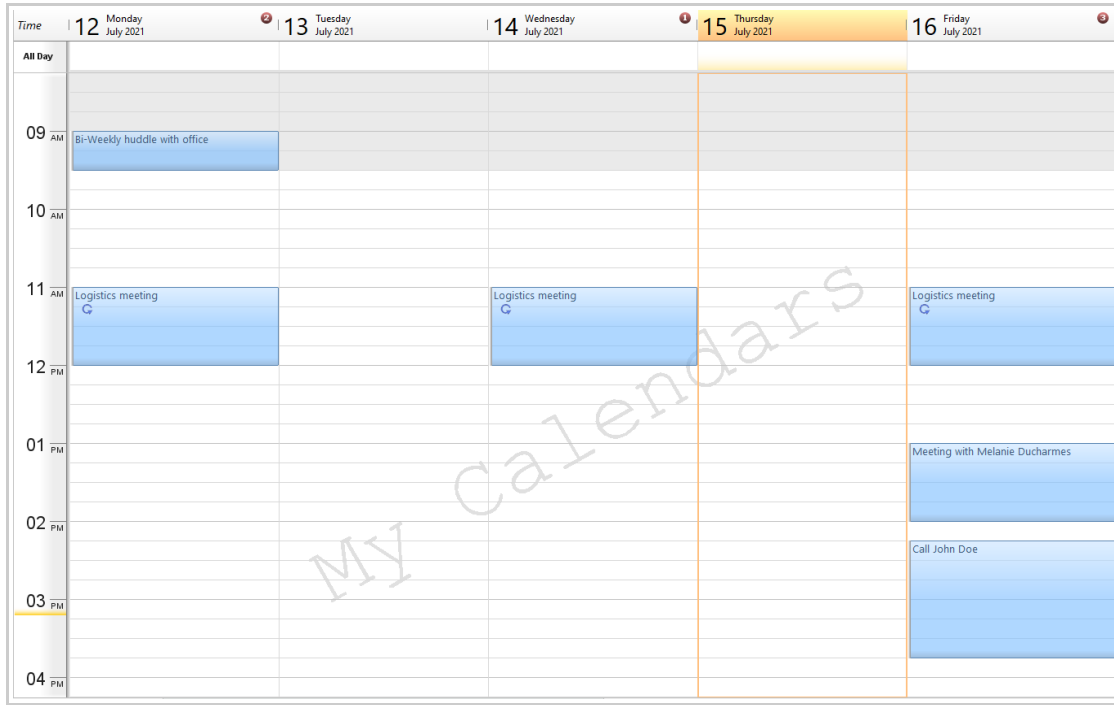 Time
12 Monday July 2021 2
13 Tuesday July 2021
14 Wednesday July 2021 1
15 Thursday July 2021
16 Friday July 2021 3
All Day
09 AM
Bi-Weekly huddle with office
10 AM
11 AM
Logistics meeting
Logistics meeting
Logistics meeting
12 PM
01 PM
Meeting with Melanie Ducharmes
02 PM
Call John Doe
03 PM
04 PM
My Calendars